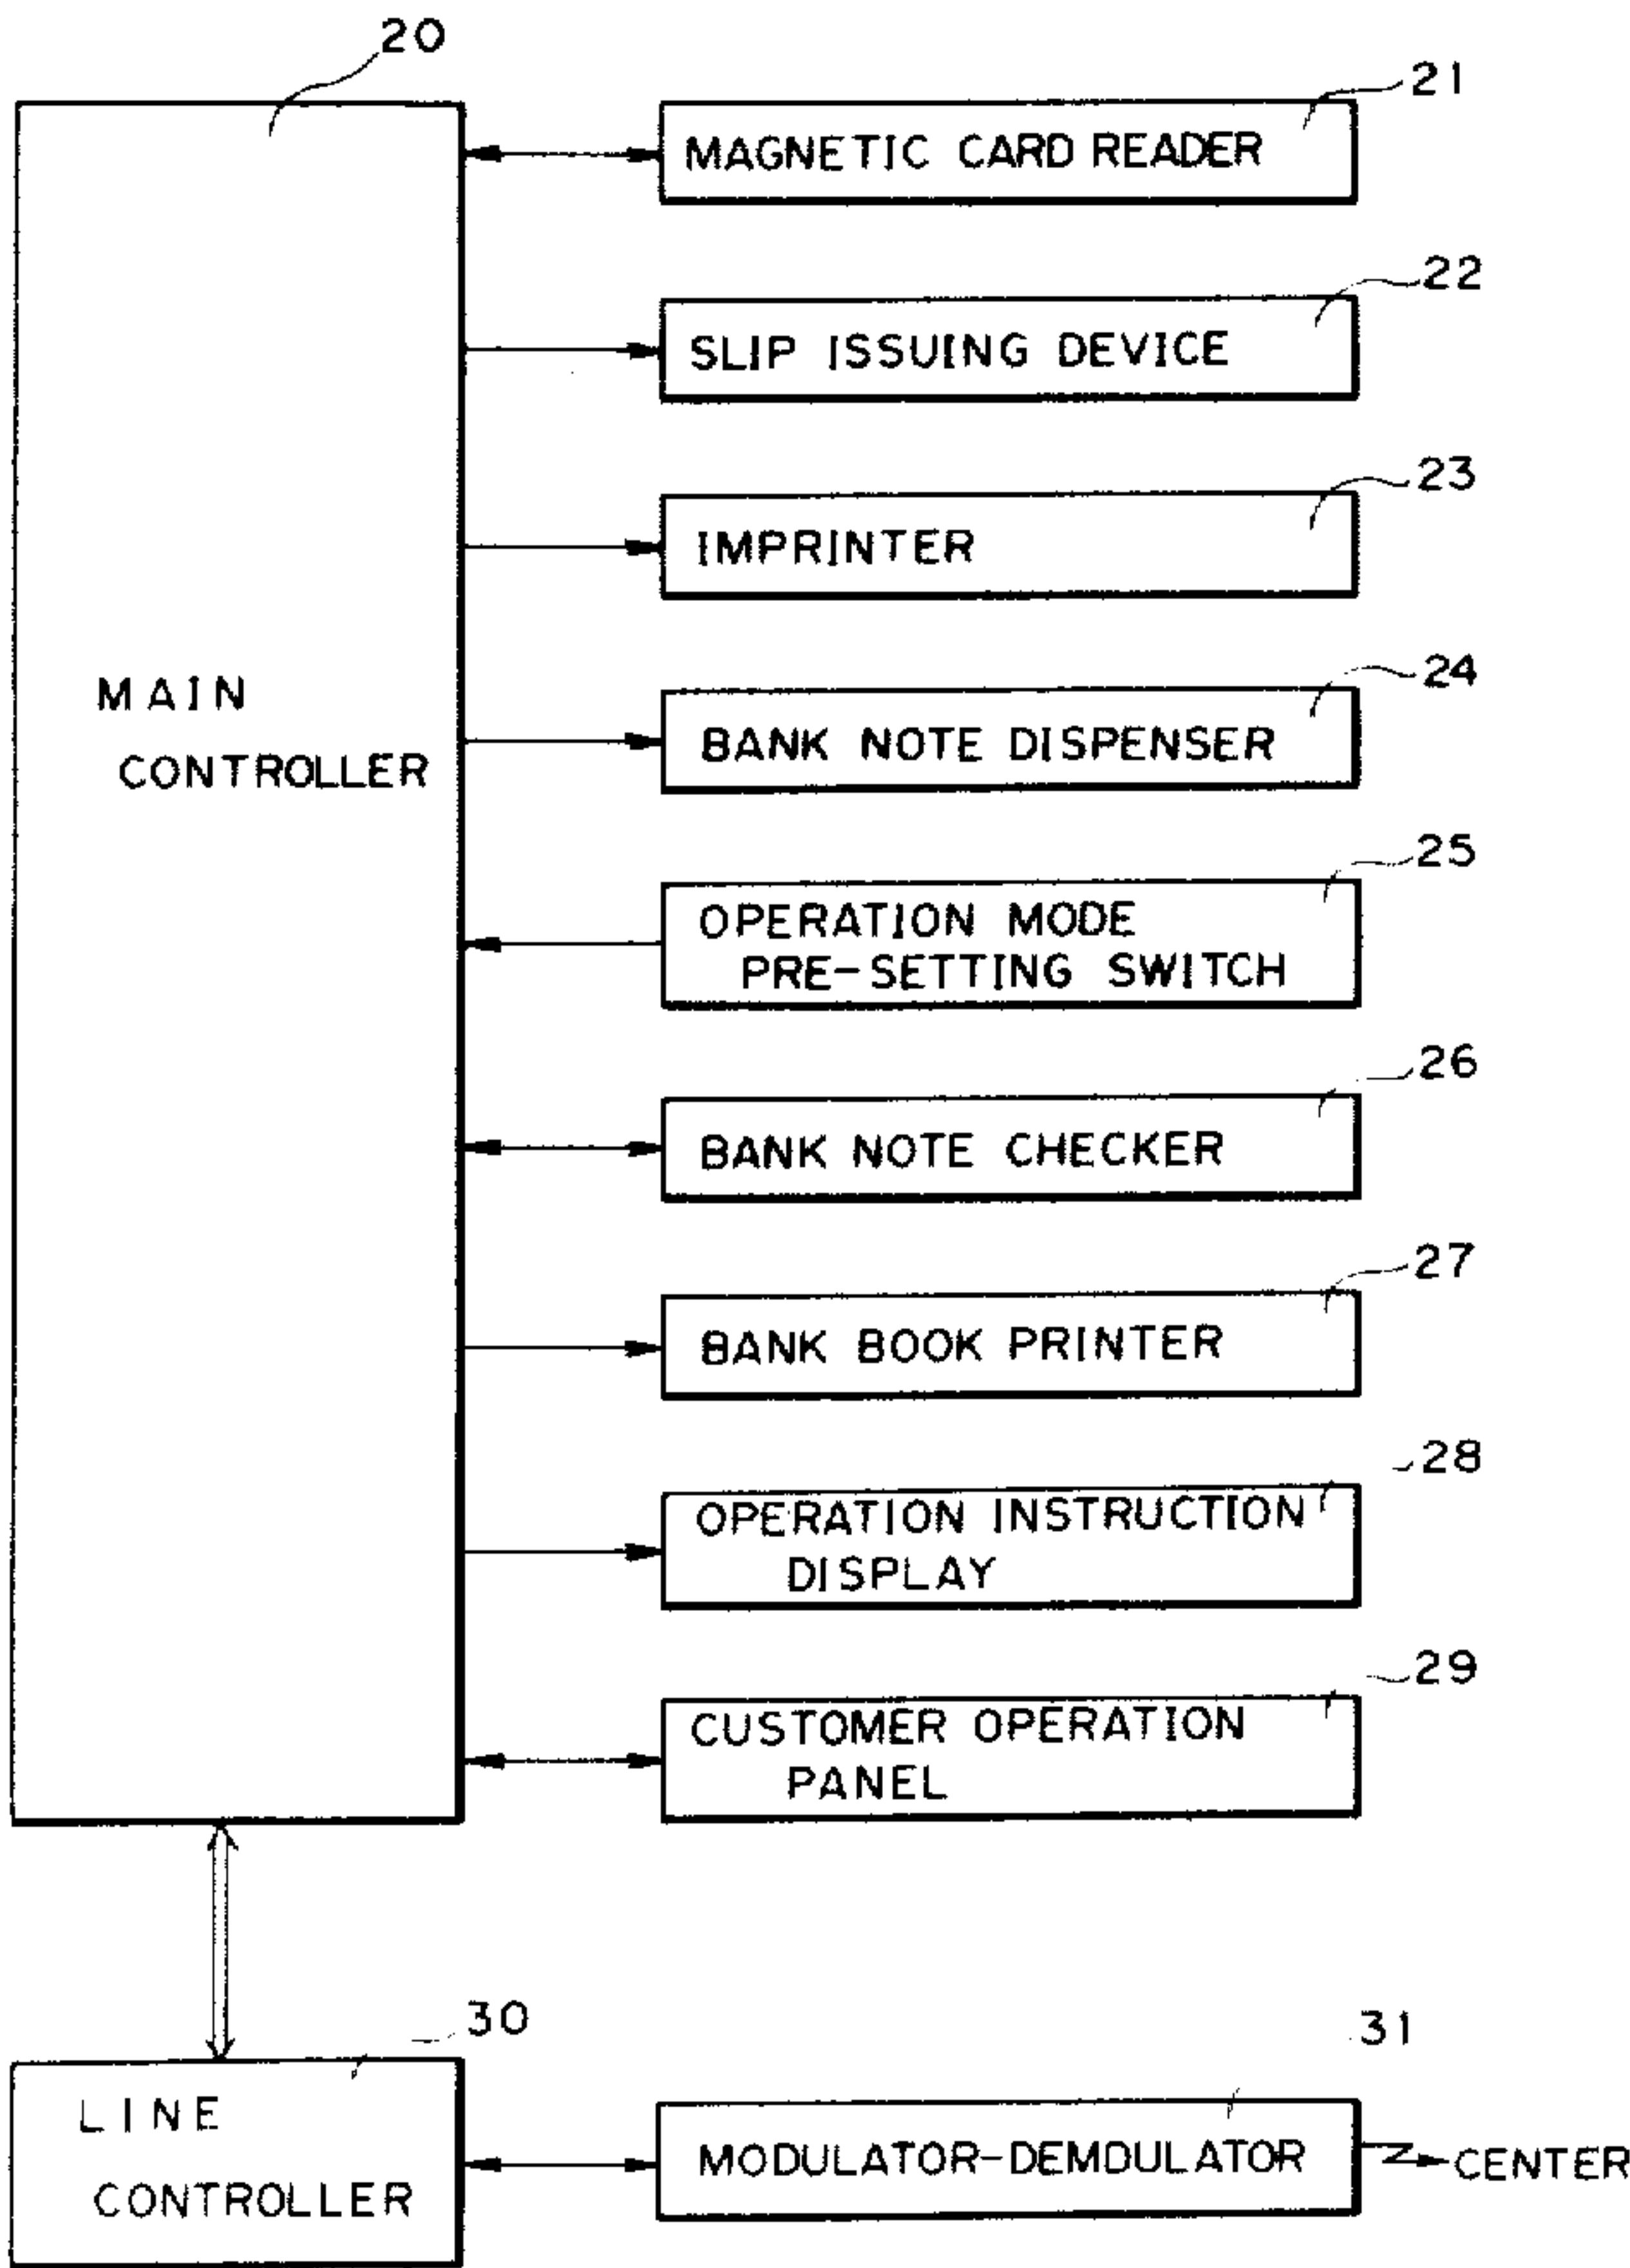 20
21
MAGNETIC CARD READER
22
SLIP ISSUING DEVICE
23
IMPRINTER
MAIN
CONTROLLER
24
BANK NOTE DISPENSER
25
OPERATION MODE
PRE-SETTING SWITCH
26
BANK NOTE CHECKER
27
BANK BOOK PRINTER
28
OPERATION INSTRUCTION
DISPLAY
29
CUSTOMER OPERATION
PANEL
30
LINE
CONTROLLER
31
MODULATOR-DEMDULATOR
CENTER